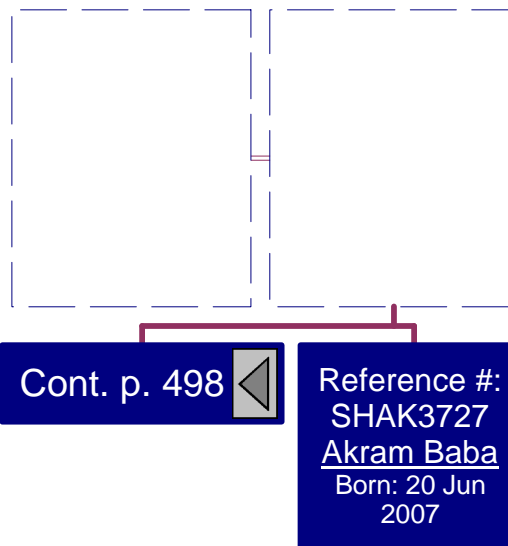 Cont. p. 498
Reference #:
SHAK3727
Akram Baba
Born: 20 Jun
2007